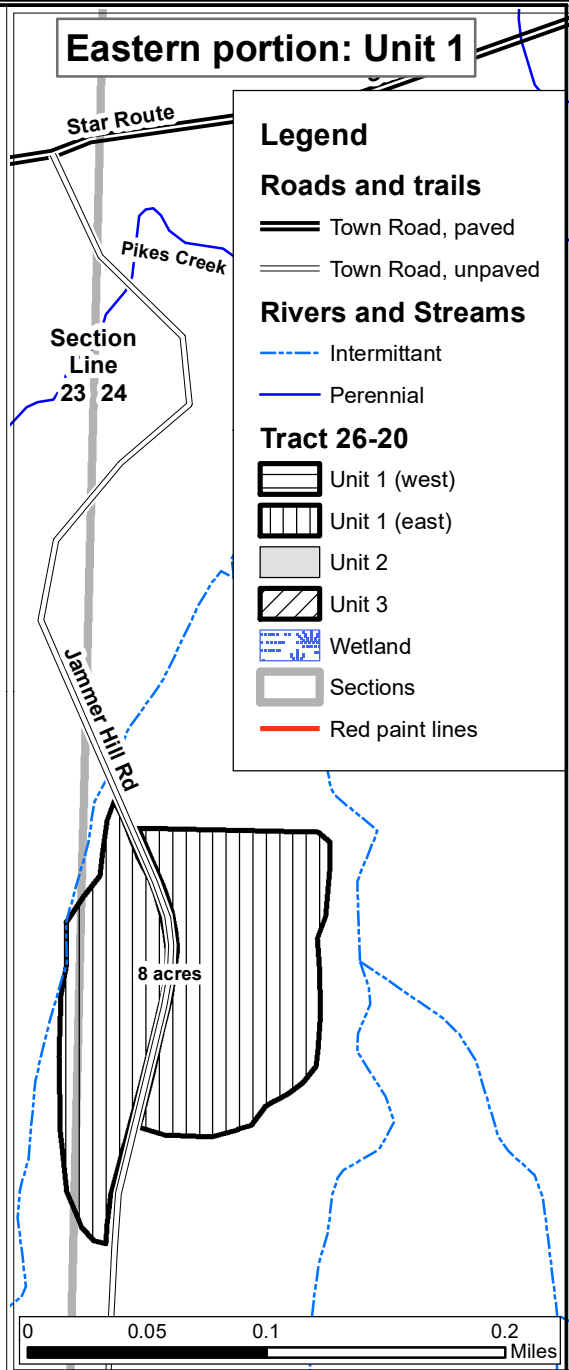 Eastern portion: Unit 1
Star Route
Pikes Creek
Section
Line
23 24
Jammer Hill Rd
8 acres
Legend
Roads and trails
Town Road, paved
Town Road, unpaved
Rivers and Streams
Intermittant
Perennial
Tract 26-20
Unit 1 (west)
Unit 1 (east)
Unit 2
Unit 3
Wetland
Sections
Red paint lines
0 0.05 0.1 0.2
Miles